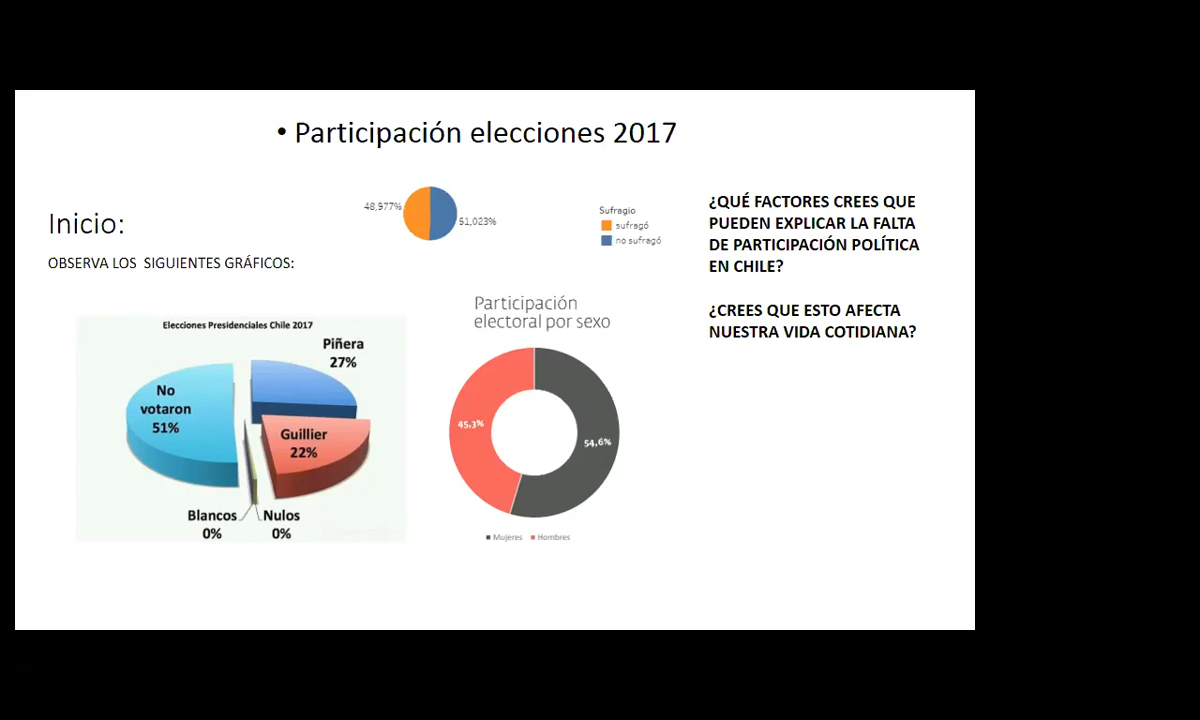 • Participación elecciones 2017
Inicio:
OBSERVA LOS SIGUIENTES GRÁFICOS:
48,977%
51,023%
Sufragio
sufragó
no sufragó
¿QUÉ FACTORES CREES QUE
PUEDEN EXPLICAR LA FALTA
DE PARTICIPACIÓN POLÍTICA
EN CHILE?
¿CREES QUE ESTO AFECTA
NUESTRA VIDA COTIDIANA?
Elecciones Presidenciales Chile 2017
Piñera
27%
No
votaron
51%
Guillier
22%
Blancos
0%
Nulos
0%
Participación
electoral por sexo
45,3%
54,6%
Mujeres
Hombres